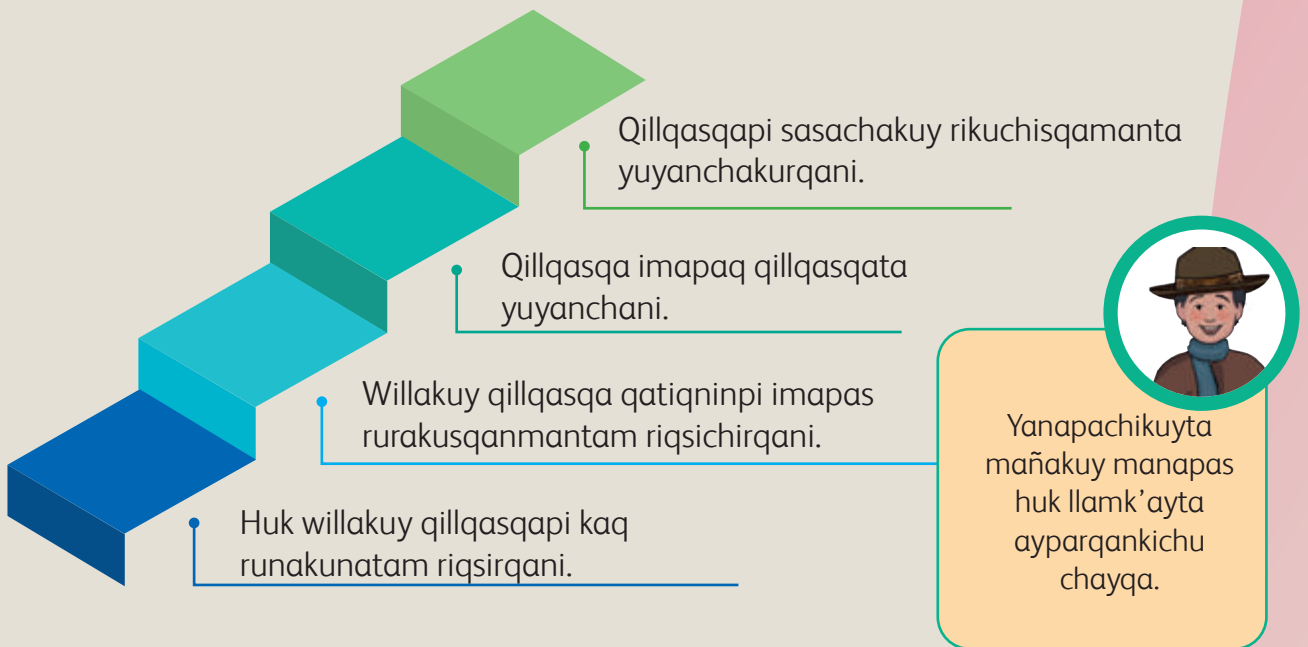 Qillqasqapi sasachakuy rikuchisqamanta
yuyanchakurqani.
Qillqasqa imapaq qillqasqata
yuyanchani.
Willakuy qillqasqa qatiqninpi imapas
rurakusqanmantam riqsichirqani.
Huk willakuy qillqasqapi kaq
runakunatam riqsirqani.
Yanapachikuyta
mañakuy manapas
huk llamk’ayta
ayparqankichu
chayqa.